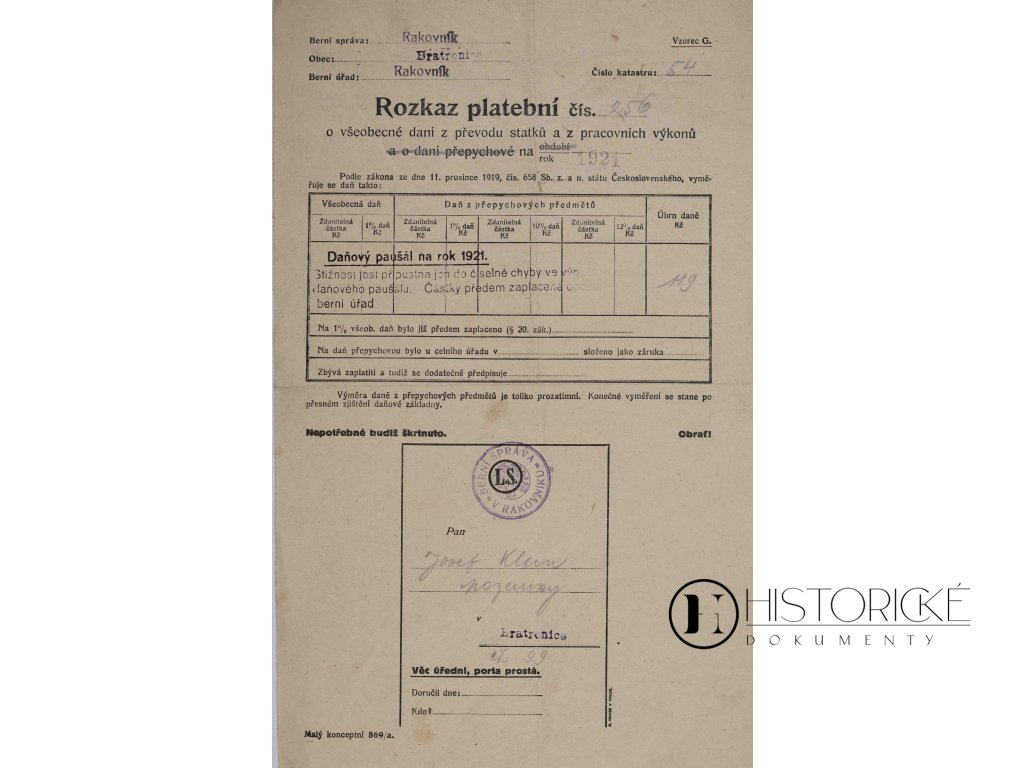 Berní správa: Rakovník
Vzorec G.
Obec: Bratronice
Berní úřad: Rakovník
Číslo katastru: 54
Rozkaz platební čís. 256
o všeobecné dani z převodu statků a z pracovních výkonů
a o dani přepychové na období
rok 1921
Podle zákona ze dne 11. prosince 1919, čís. 658 Sb. z. a n. státu Československého, vymě-
řuje se daň takto:
Všeobecná daň
Daň z přepychových předmětů
Úhrn daně
Kč
Zdanitelná částka Kč
1% daň Kč
Zdanitelná částka Kč
1% daň Kč
Zdanitelná částka Kč
10% daň Kč
Zdanitelná částka Kč
12% daň Kč
Daňový paušál na rok 1921.
Stížnost jest přípustna jen do číselné chyby ve
daňového paušálu. Částky předem zaplacené
berní úřad
119
Na 1% všeob. daň bylo již předem zaplaceno (§ 20. zák.)
Na daň přepychovou bylo u celního úřadu v složeno jako záruka
Zbývá zaplatiti a tudíž se dodatečně předpisuje
Výměra daně z přepychových předmětů je toliko prozatimní. Konečné vyměření se stane po
přesném zjištění daňové základny.
Nepotřebné budiž škrtnuto.
Obrať!
BERNÍ SPRÁVA
L.S.
V RAKOVNÍKU
Pan
Josef Klein
v
Bratronice
čp 99
Věc úřední, porta prostá.
Doručil dne:
Kdo?
Malý konceptní 869/a.
HISTORICKÉ
DOKUMENTY